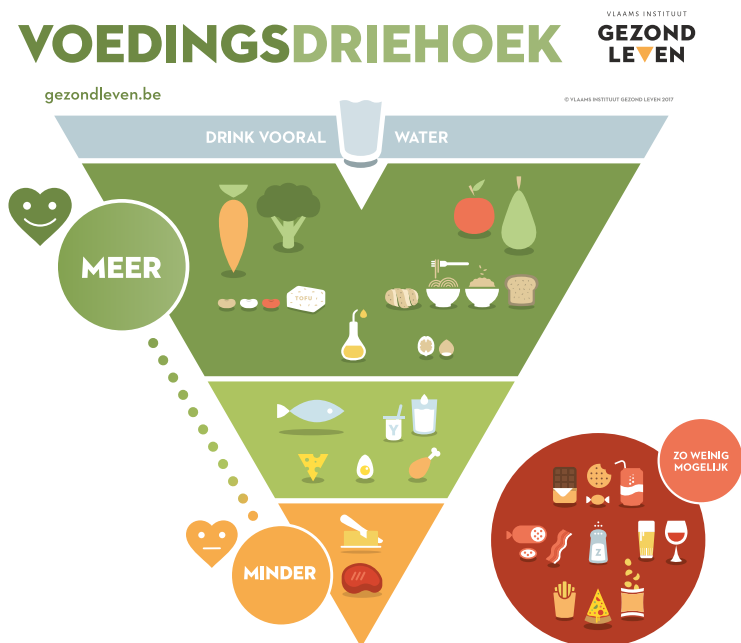 VOEDINGSDRIEHOEK
VLAAMS INSTITUUT
GEZOND
LEVEN
gezondleven.be
© VLAAMS INSTITUUT GEZOND LEVEN 2017
DRINK VOORAL WATER
MEER
TOFU
Y
ZO WEINIG
MOGELIJK
Z
MINDER